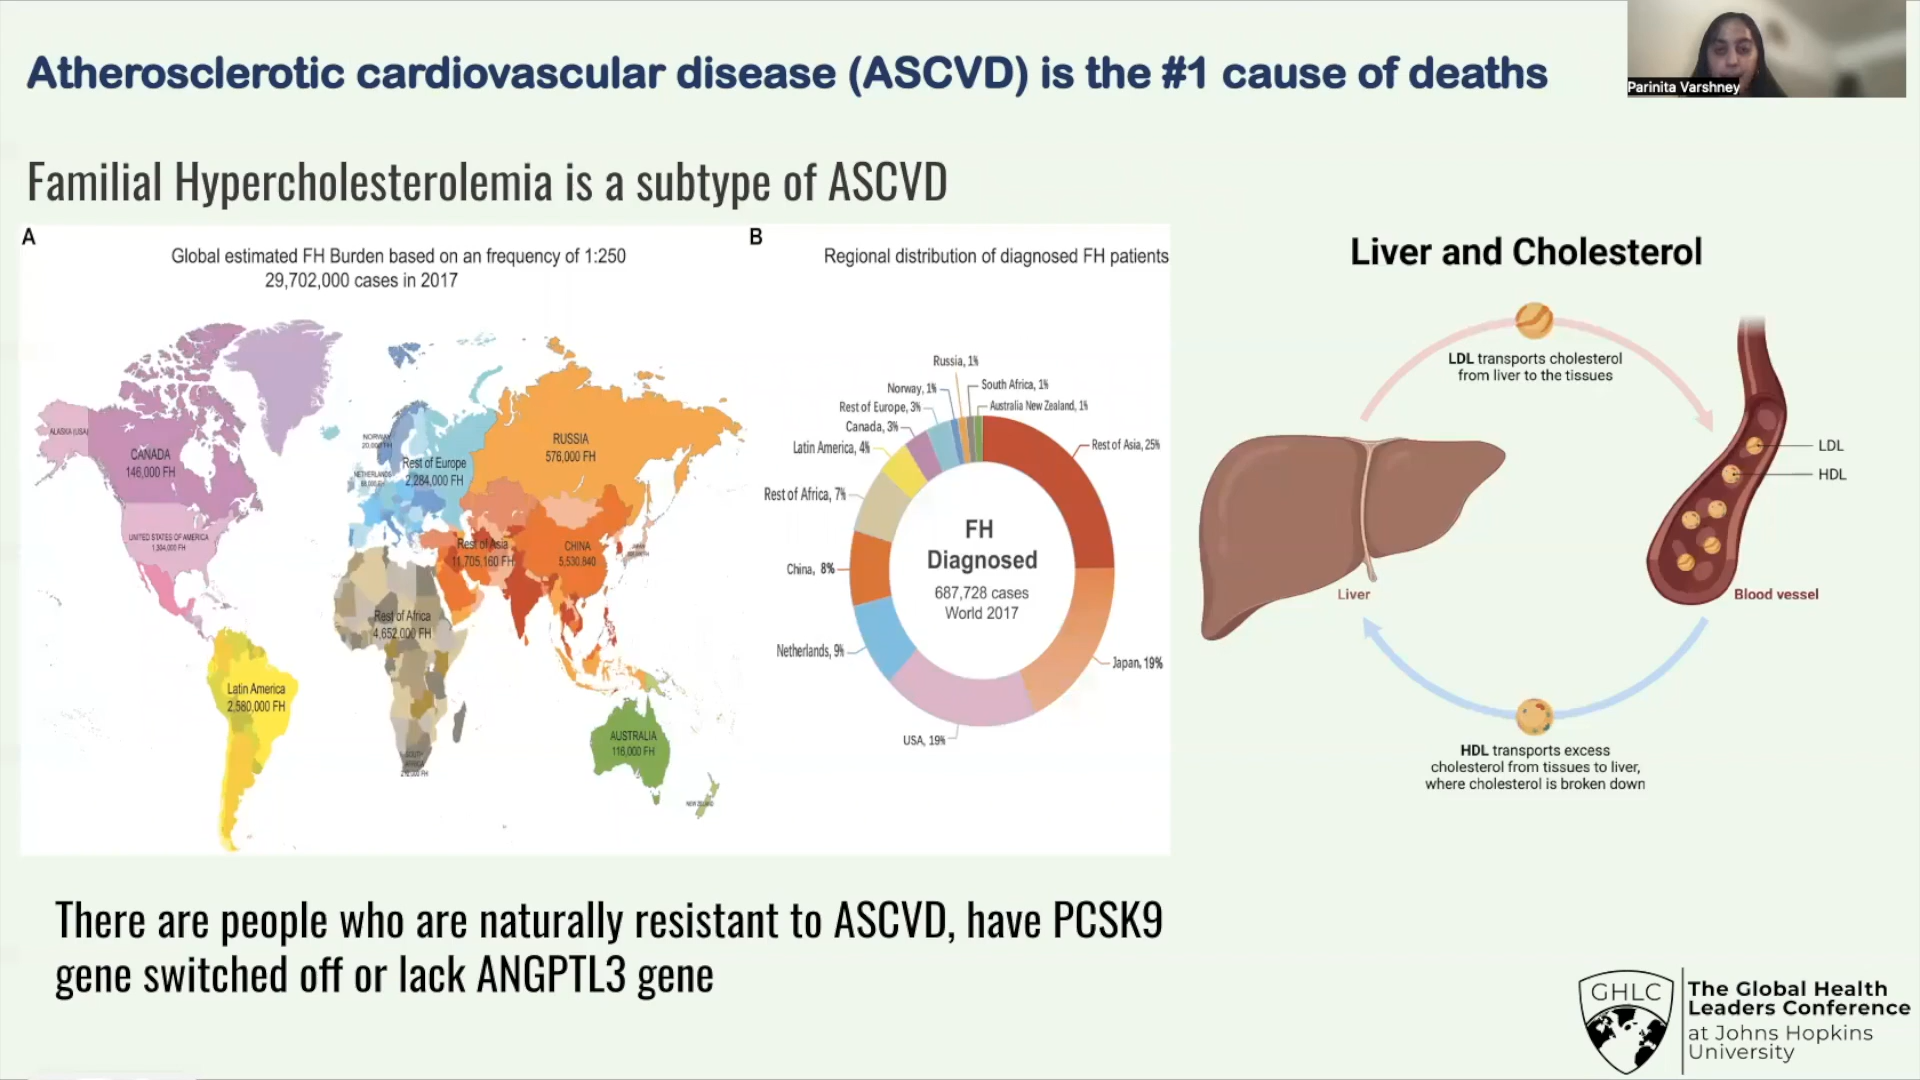 Atherosclerotic cardiovascular disease (ASCVD) is the #1 cause of deaths
Parinita Varshney
Familial Hypercholesterolemia is a subtype of ASCVD
A
Global estimated FH Burden based on an frequency of 1:250
29,702,000 cases in 2017
ALASKA (USA)
CANADA
146,000 FH
UNITED STATES OF AMERICA
1,304,000 FH
Latin America
2,580,000 FH
NORWAY
NETHERLANDS
Rest of Europe
2,284,000 FH
RUSSIA
576,000 FH
Rest of Asia
11,705,160 FH
CHINA
5,530,840
Rest of Africa
4,652,000 FH
SOUTH
AFRICA
AUSTRALIA
116,000 FH
NEW ZEALAND
B
Regional distribution of diagnosed FH patients
Russia, 1%
Norway, 1%
South Africa, 1%
Rest of Europe, 3%
Australia New Zealand, 1%
Canada, 3%
Latin America, 4%
Rest of Asia, 25%
Rest of Africa, 7%
China, 8%
Netherlands, 9%
Japan, 19%
USA, 19%
FH
Diagnosed
687,728 cases
World 2017
Liver and Cholesterol
LDL transports cholesterol
from liver to the tissues
LDL
HDL
Liver
Blood vessel
HDL transports excess
cholesterol from tissues to liver,
where cholesterol is broken down
There are people who are naturally resistant to ASCVD, have PCSK9
gene switched off or lack ANGPTL3 gene
GHLC
The Global Health
Leaders Conference
at Johns Hopkins
University